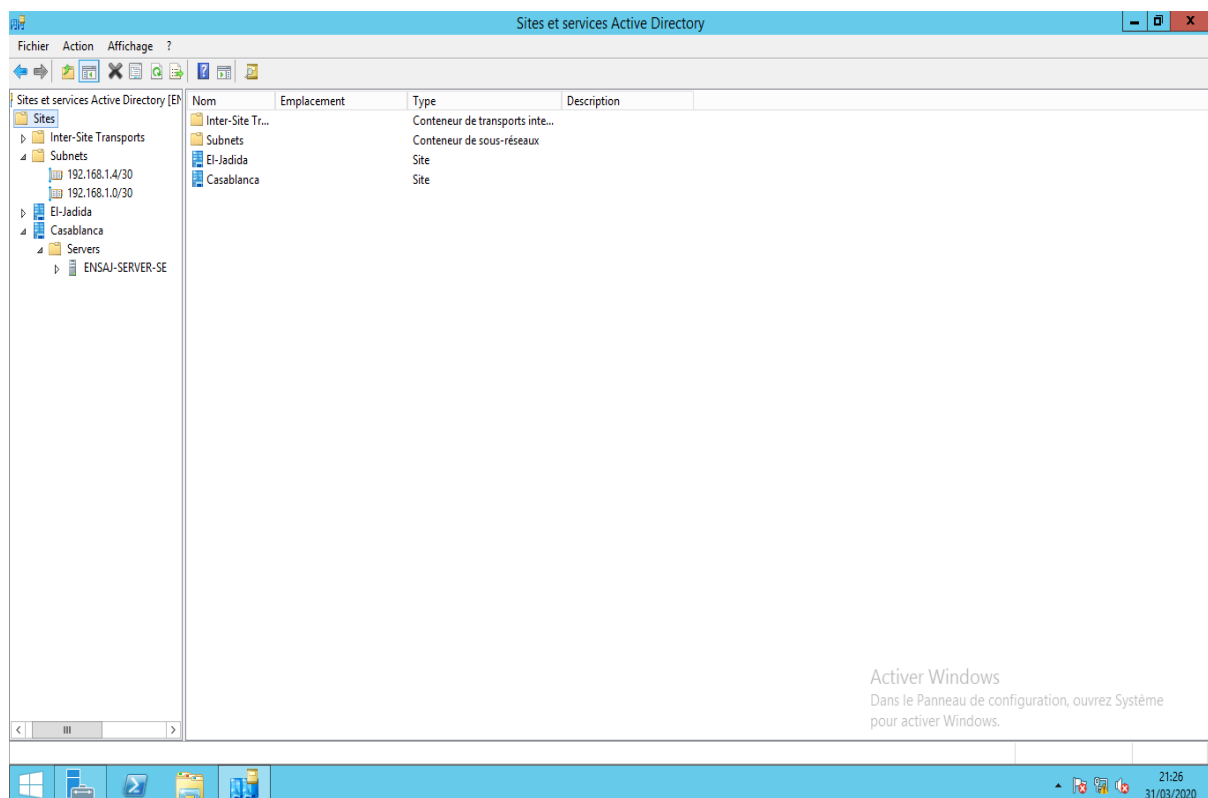 Sites et services Active Directory
Fichier Action Affichage ?
Sites et services Active Directory [EN
Sites
Inter-Site Transports
Subnets
192.168.1.4/30
192.168.1.0/30
El-Jadida
Casablanca
Servers
ENSAJ-SERVER-SE
Nom Emplacement Type Description
Inter-Site Tr... Conteneur de transports inte...
Subnets Conteneur de sous-réseaux
El-Jadida Site
Casablanca Site
Activer Windows
Dans le Panneau de configuration, ouvrez Système
pour activer Windows.
21:26
31/03/2020